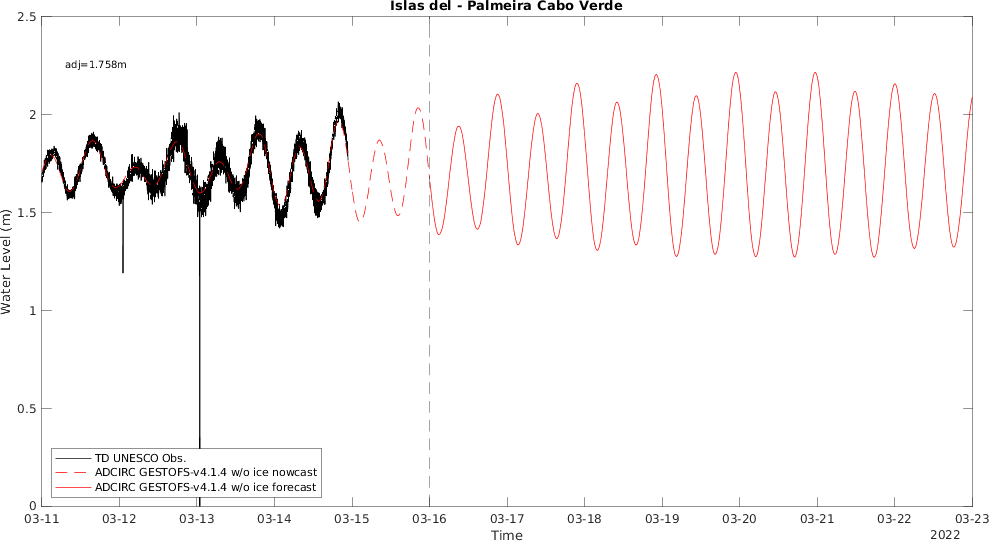 Islas del - Palmeira Cabo Verde
adj=1.758m
Water Level (m)
2.5
2
1.5
1
0.5
0
TD UNESCO Obs.
ADCIRC GESTOFS-v4.1.4 w/o ice nowcast
ADCIRC GESTOFS-v4.1.4 w/o ice forecast
03-11 03-12 03-13 03-14 03-15 03-16 03-17 03-18 03-19 03-20 03-21 03-22 03-23
Time
2022